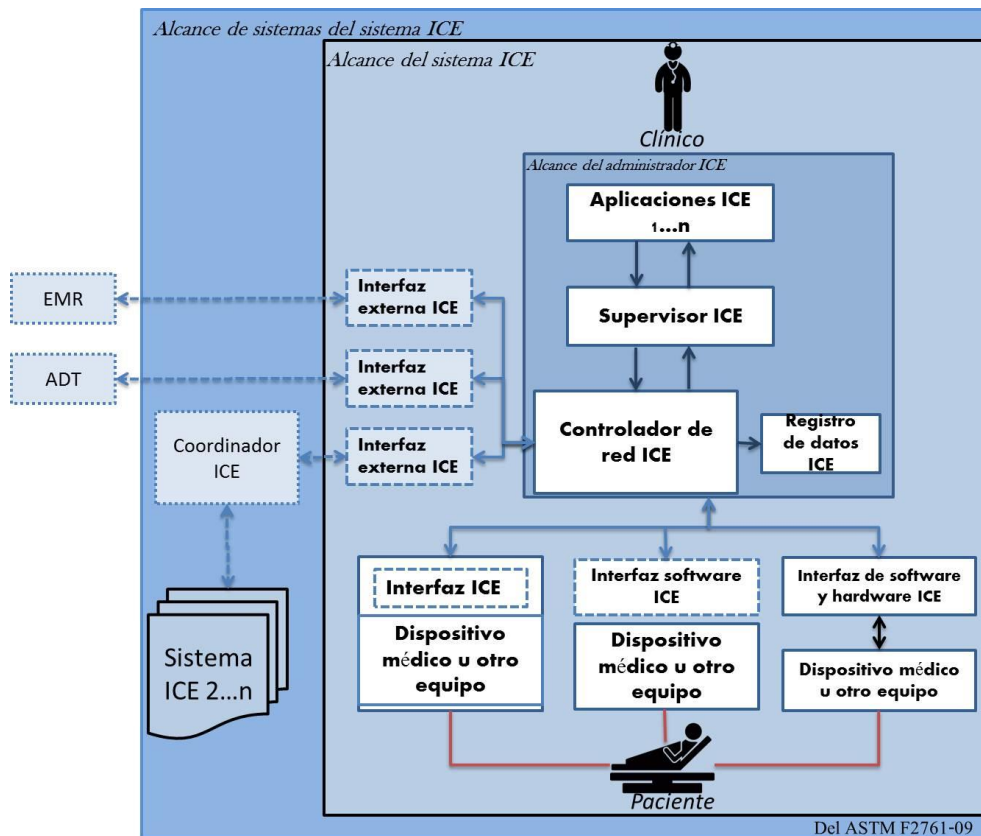 Alcance de sistemas del sistema ICE
Alcance del sistema ICE
Clínico
Alcance del administrador ICE
Aplicaciones ICE
1...n
Supervisor ICE
Controlador de
red ICE
Registro
de datos
ICE
EMR
Interfaz
externa ICE
ADT
Interfaz
externa ICE
Coordinador
ICE
Interfaz
externa ICE
Sistema
ICE 2...n
Interfaz ICE
Dispositivo
médico u otro
equipo
Interfaz software
ICE
Dispositivo
médico u otro
equipo
Interfaz de software
y hardware ICE
Dispositivo médico
u otro equipo
Paciente
Del ASTM F2761-09